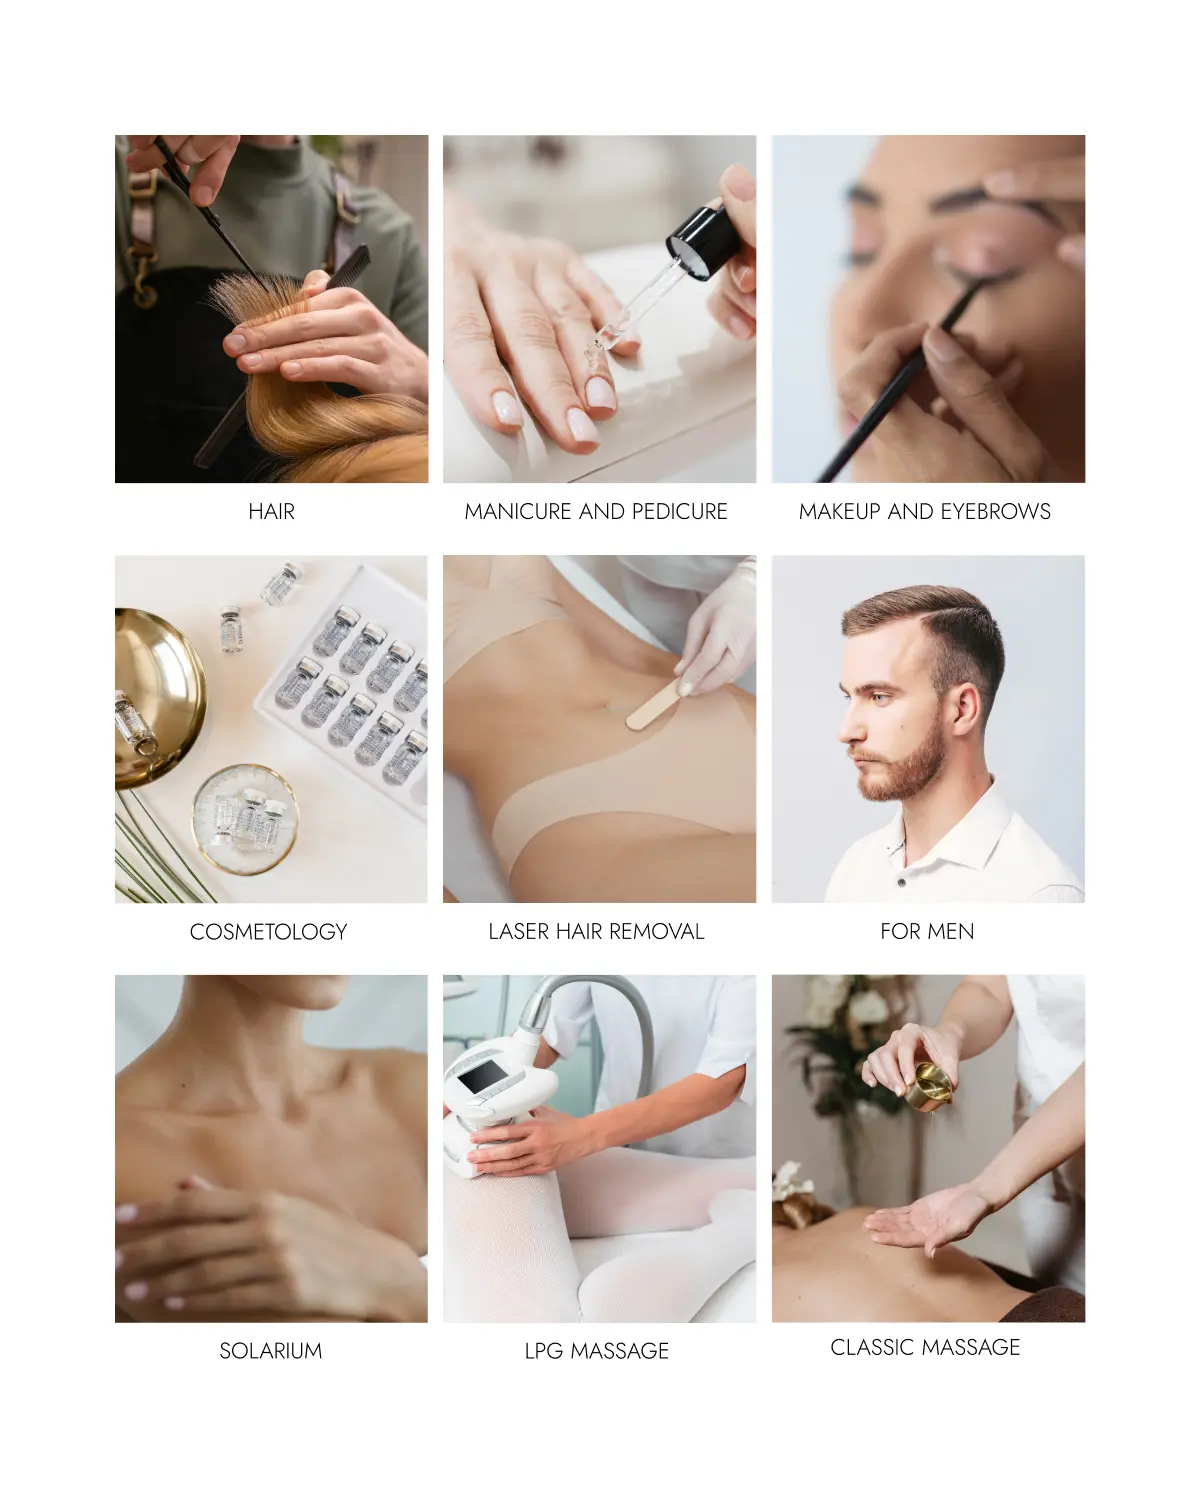 HAIR
MANICURE AND PEDICURE
MAKEUP AND EYEBROWS
COSMETOLOGY
LASER HAIR REMOVAL
FOR MEN
SOLARIUM
LPG MASSAGE
CLASSIC MASSAGE